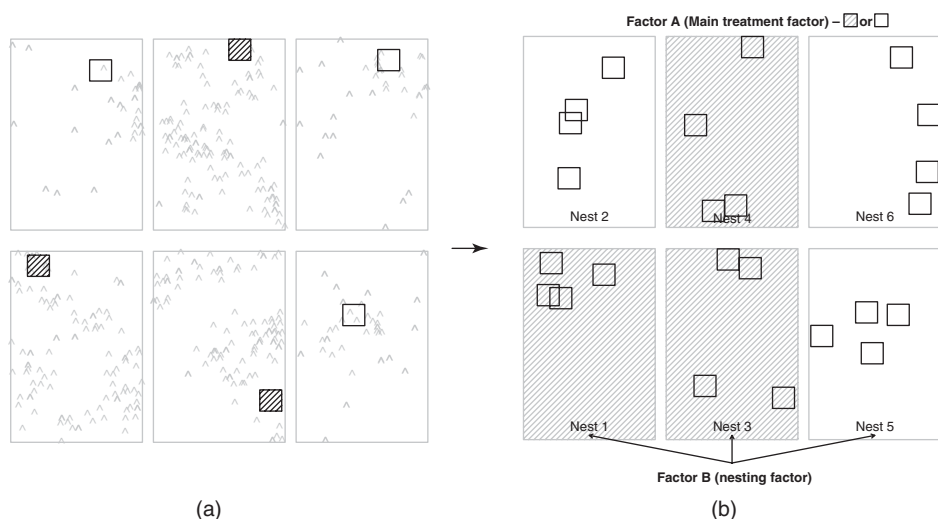 Factor A (Main treatment factor) – or
Nest 2
Nest 4
Nest 6
Nest 1
Nest 3
Nest 5
Factor B (nesting factor)
(a)
(b)